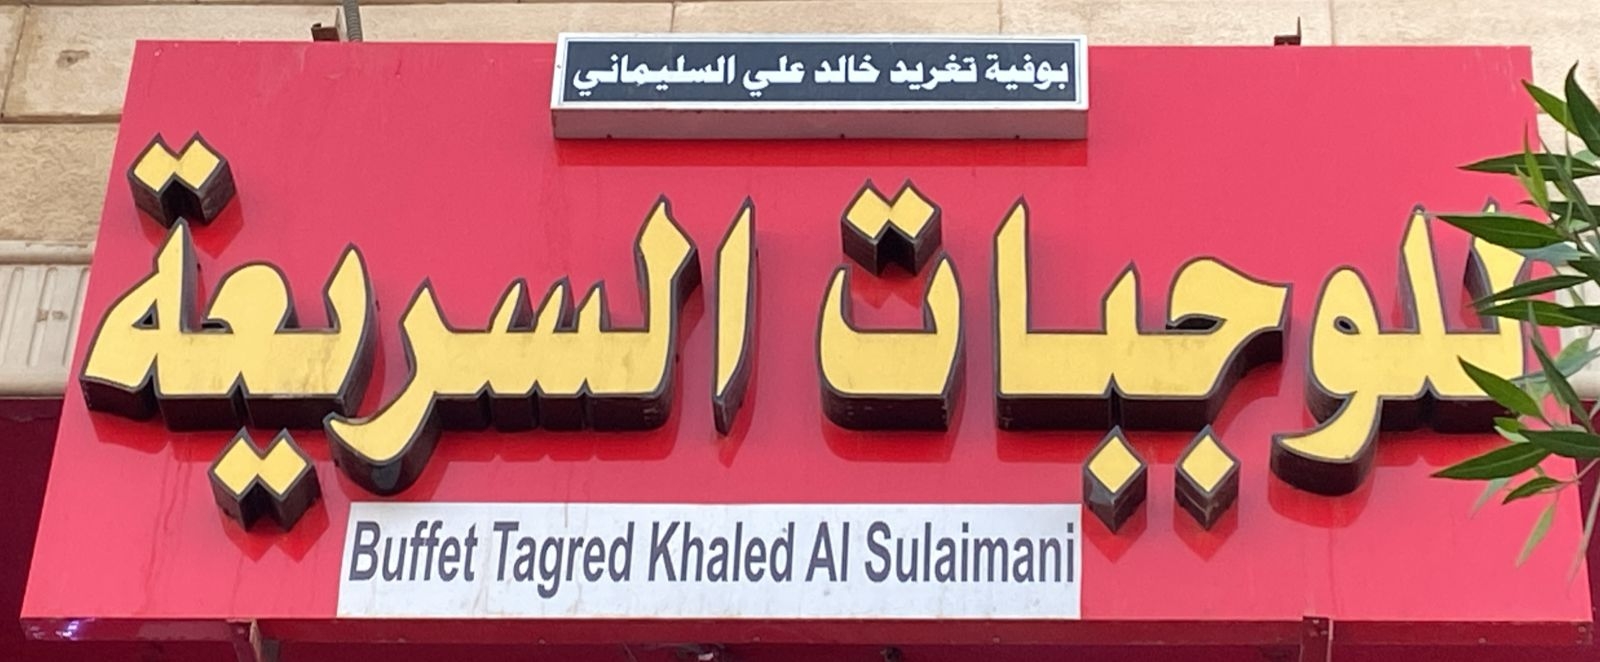 بوفية تغريد خالد علي السليماني
للوجبات السريعة
Buffet Tagred Khaled Al Sulaimani